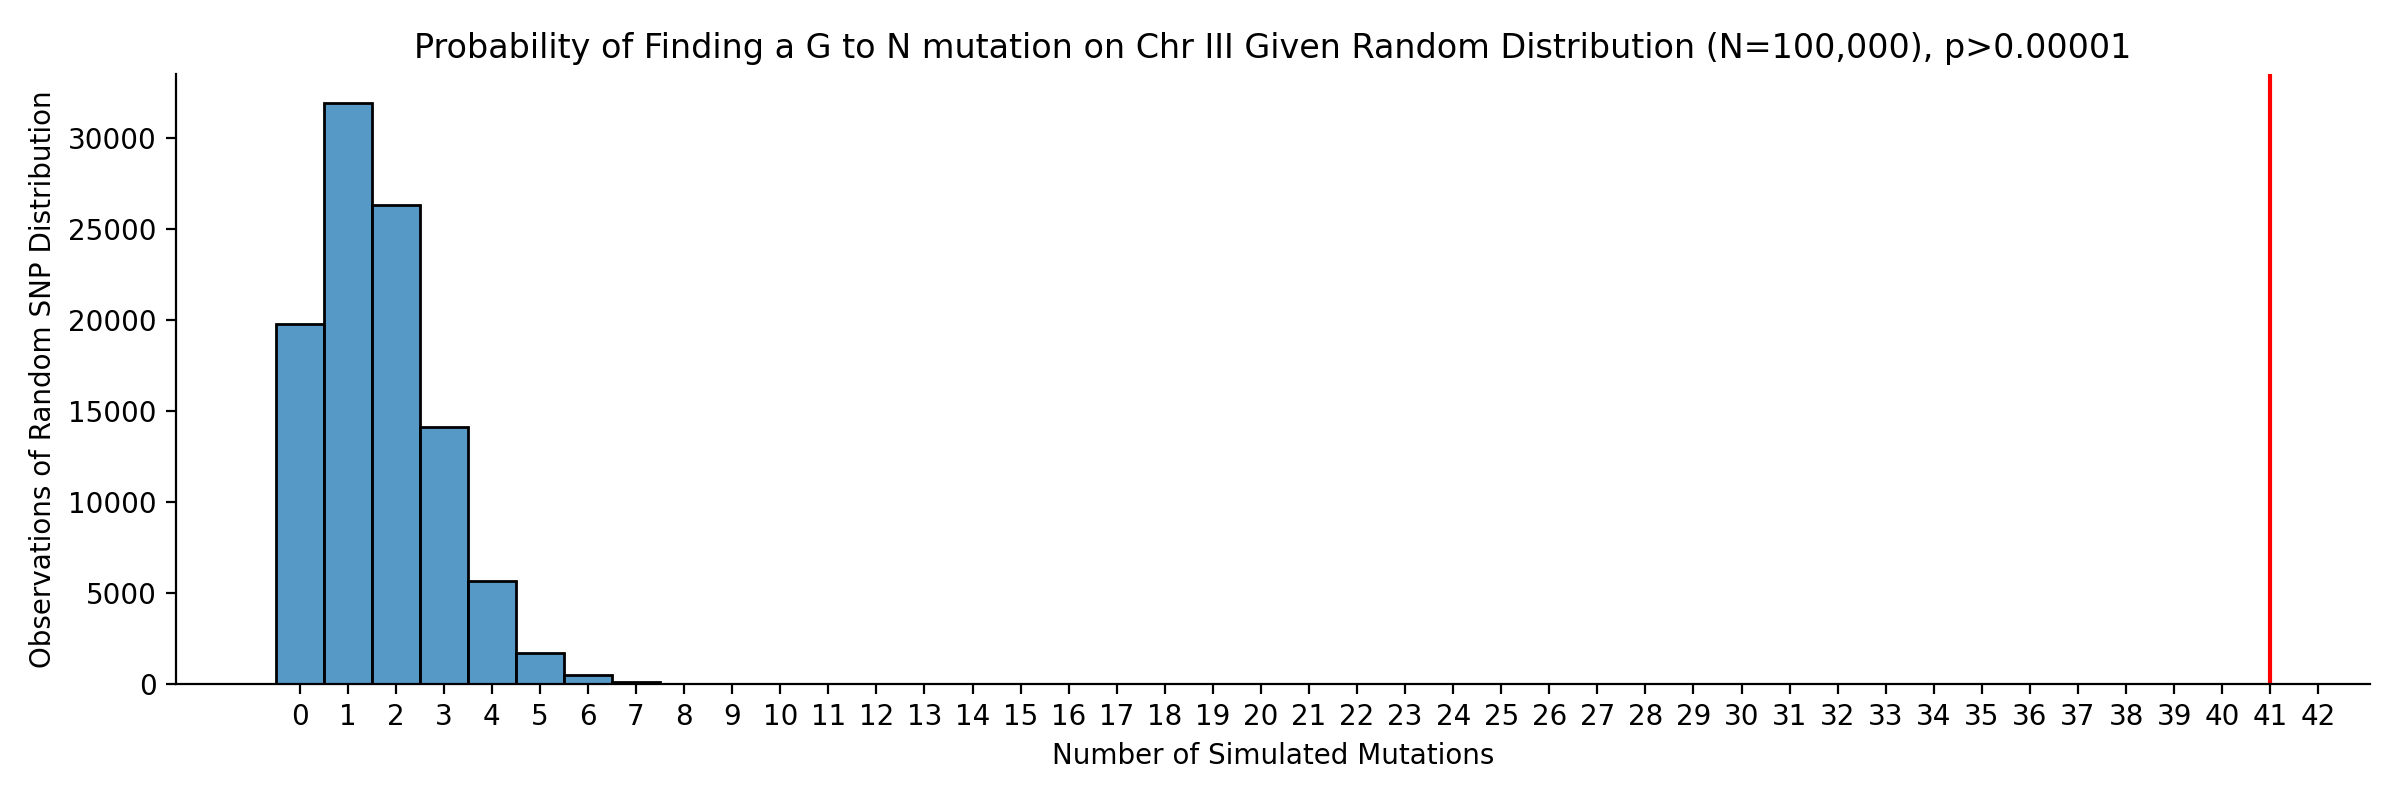 Probability of Finding a G to N mutation on Chr III Given Random Distribution (N=100,000), p>0.00001
Observations of Random SNP Distribution
30000
25000
20000
15000
10000
5000
0
0 1 2 3 4 5 6 7 8 9 10 11 12 13 14 15 16 17 18 19 20 21 22 23 24 25 26 27 28 29 30 31 32 33 34 35 36 37 38 39 40 41 42
Number of Simulated Mutations